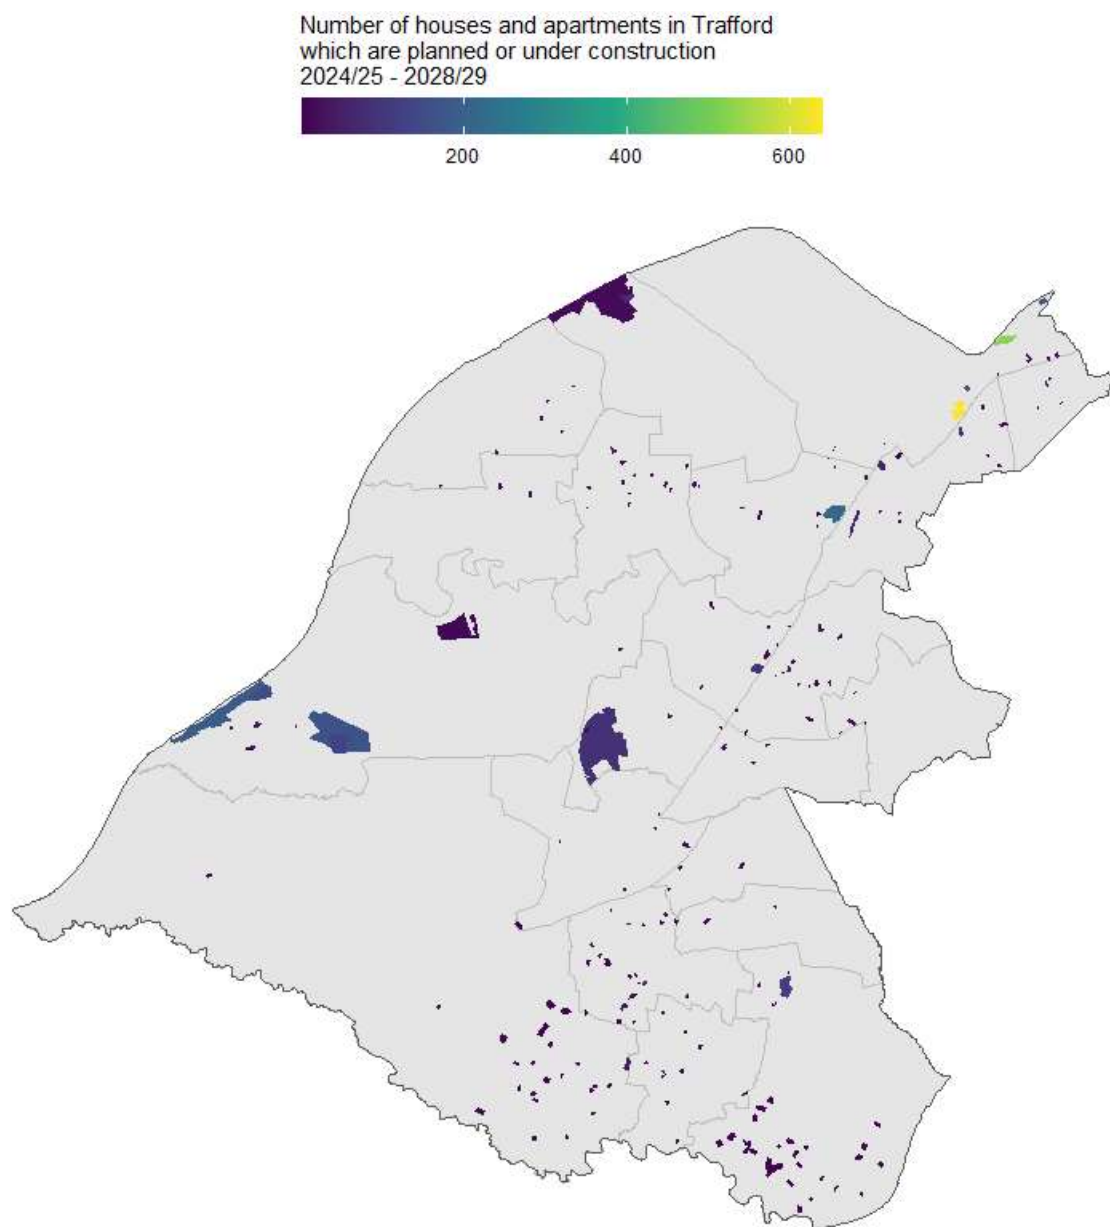 Number of houses and apartments in Trafford
which are planned or under construction
2024/25 - 2028/29
200 400 600